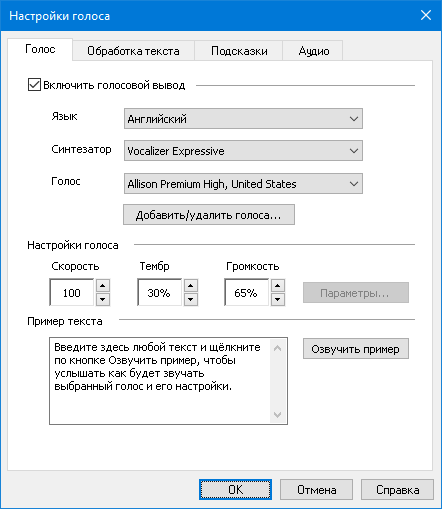 Настройки голоса
Голос
Обработка текста
Подсказки
Аудио
Включить голосовой вывод
Язык
Английский
Синтезатор
Vocalizer Expressive
Голос
Allison Premium High, United States
Добавить/удалить голоса...
Настройки голоса
Скорость
Тембр
Громкость
100
30%
65%
Параметры...
Пример текста
Введите здесь любой текст и щёлкните
по кнопке Озвучить пример, чтобы
услышать как будет звучать
выбранный голос и его настройки.
Озвучить пример
OK
Отмена
Справка